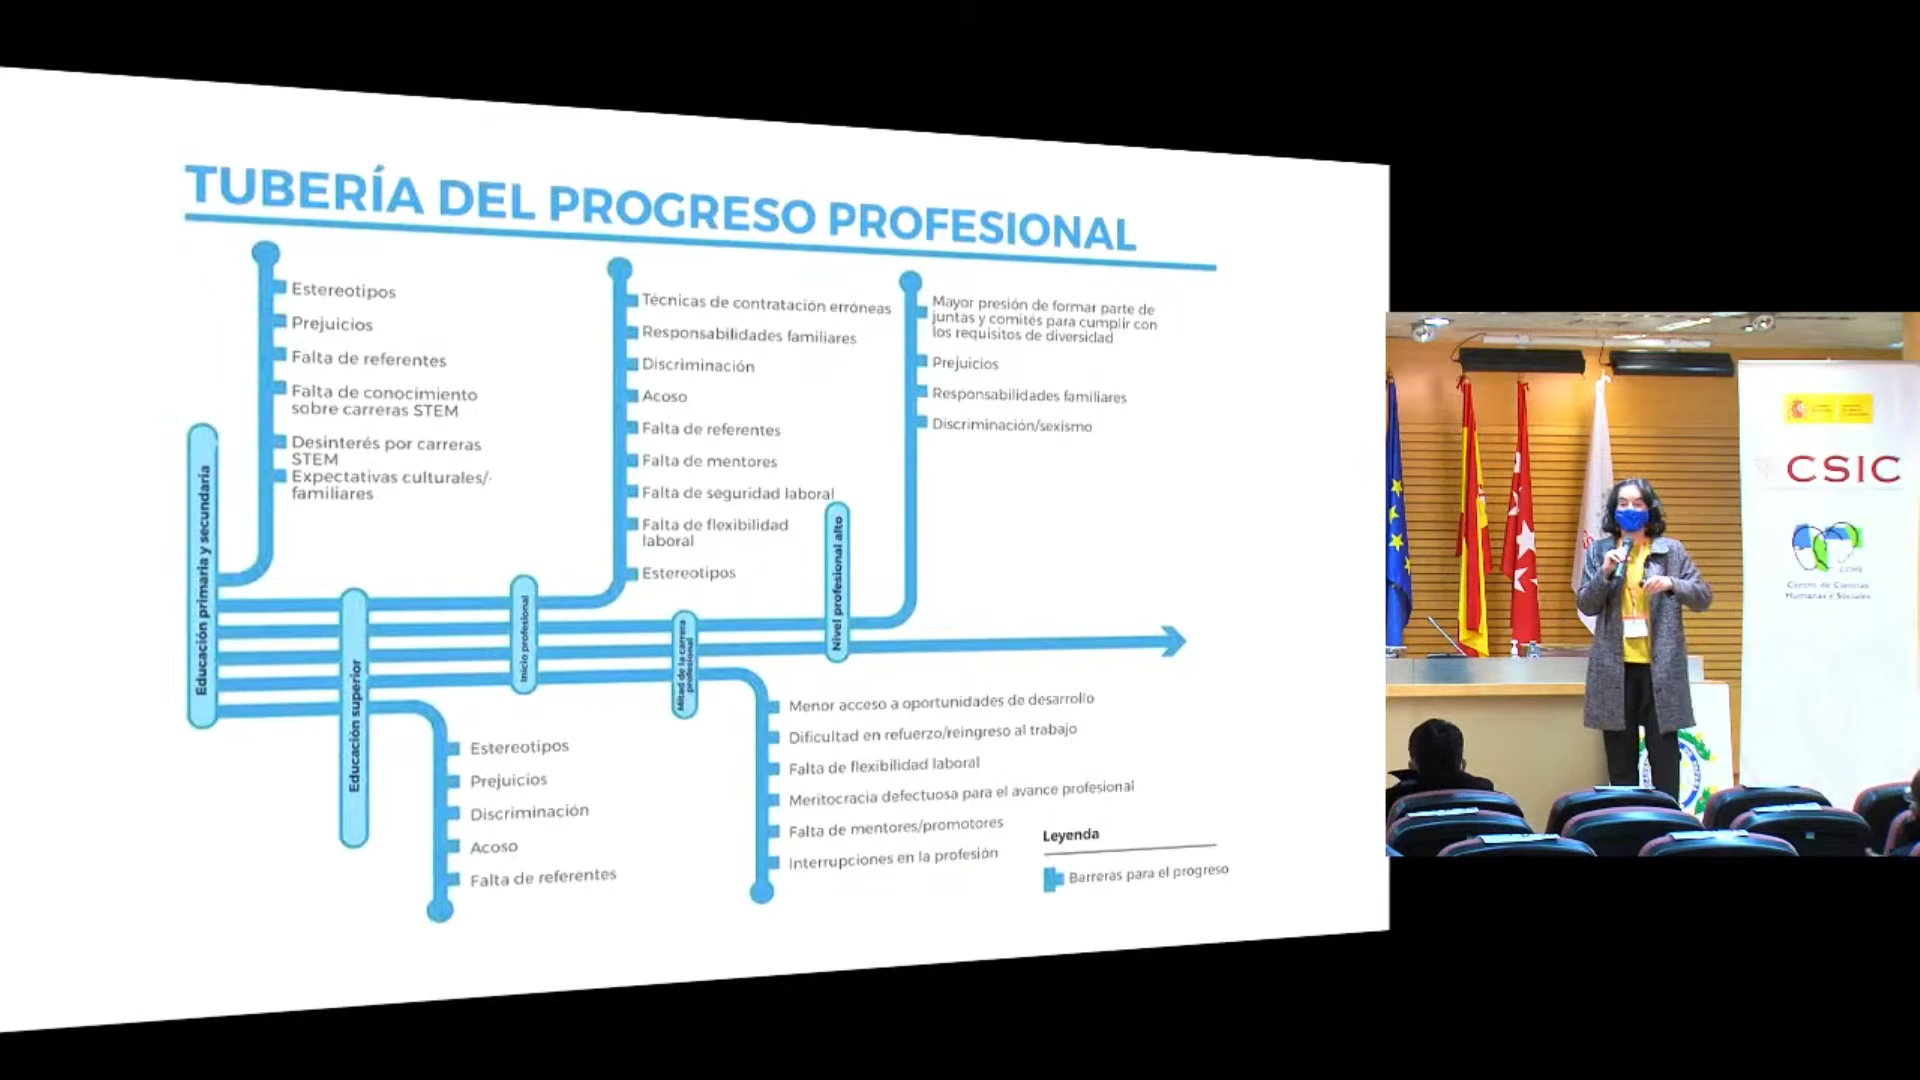 TUBERÍA DEL PROGRESO PROFESIONAL
Educación primaria y secundaria
Estereotipos
Prejuicios
Falta de referentes
Falta de conocimiento
sobre carreras STEM
Desinterés por carreras
STEM
Expectativas culturales/
familiares
Educación superior
Estereotipos
Prejuicios
Discriminación
Acoso
Falta de referentes
Inicio profesional
Técnicas de contratación erróneas
Responsabilidades familiares
Discriminación
Acoso
Falta de referentes
Falta de mentores
Falta de seguridad laboral
Falta de flexibilidad
laboral
Estereotipos
Mitad de la carrera
profesional
Menor acceso a oportunidades de desarrollo
Dificultad en refuerzo/reingreso al trabajo
Falta de flexibilidad laboral
Meritocracia defectuosa para el avance profesional
Falta de mentores/promotores
Interrupciones en la profesión
Nivel profesional alto
Mayor presión de formar parte de
juntas y comités para cumplir con
los requisitos de diversidad
Prejuicios
Responsabilidades familiares
Discriminación/sexismo
Leyenda
Barreras para el progreso
CSIC
CCHS
Centro de Ciencias
Humanas y Sociales